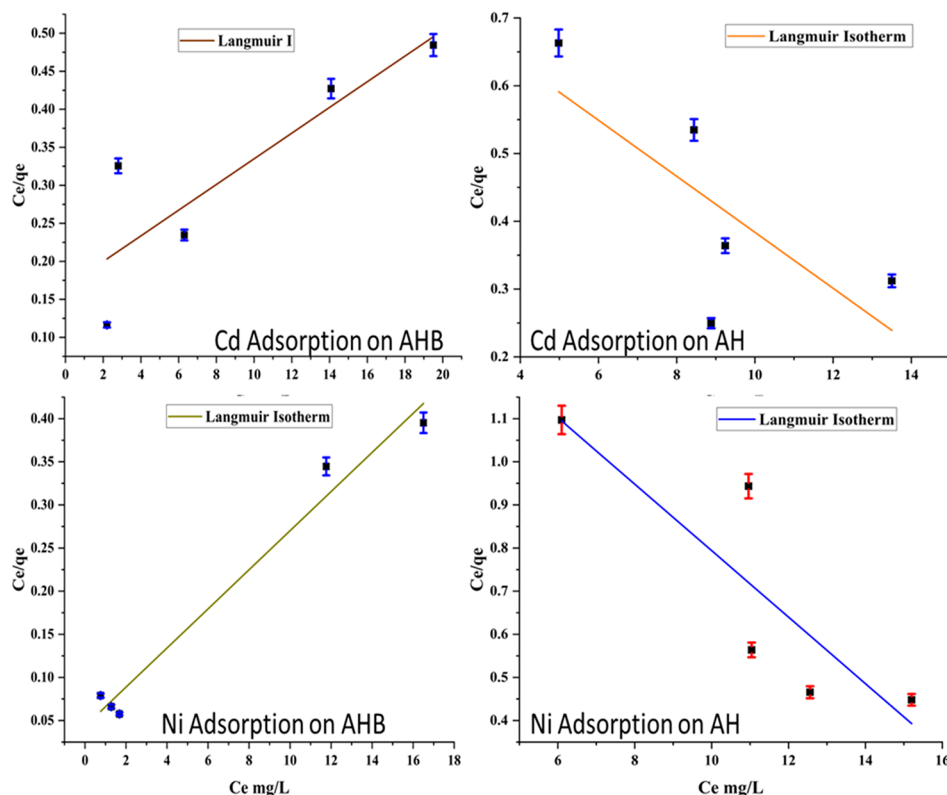 Langmuir I
0.50
0.45
0.40
0.35
0.30
0.25
0.20
0.15
0.10
Ce/qe
Cd Adsorption on AHB
0 2 4 6 8 10 12 14 16 18 20
Langmuir Isotherm
0.7
0.6
0.5
0.4
0.3
0.2
Ce/qe
Cd Adsorption on AH
4 6 8 10 12 14
Langmuir Isotherm
0.40
0.35
0.30
0.25
0.20
0.15
0.10
0.05
Ce/qe
Ni Adsorption on AHB
0 2 4 6 8 10 12 14 16 18
Ce mg/L
Langmuir Isotherm
1.1
1.0
0.9
0.8
0.7
0.6
0.5
0.4
Ce/qe
Ni Adsorption on AH
6 8 10 12 14 16
Ce mg/L